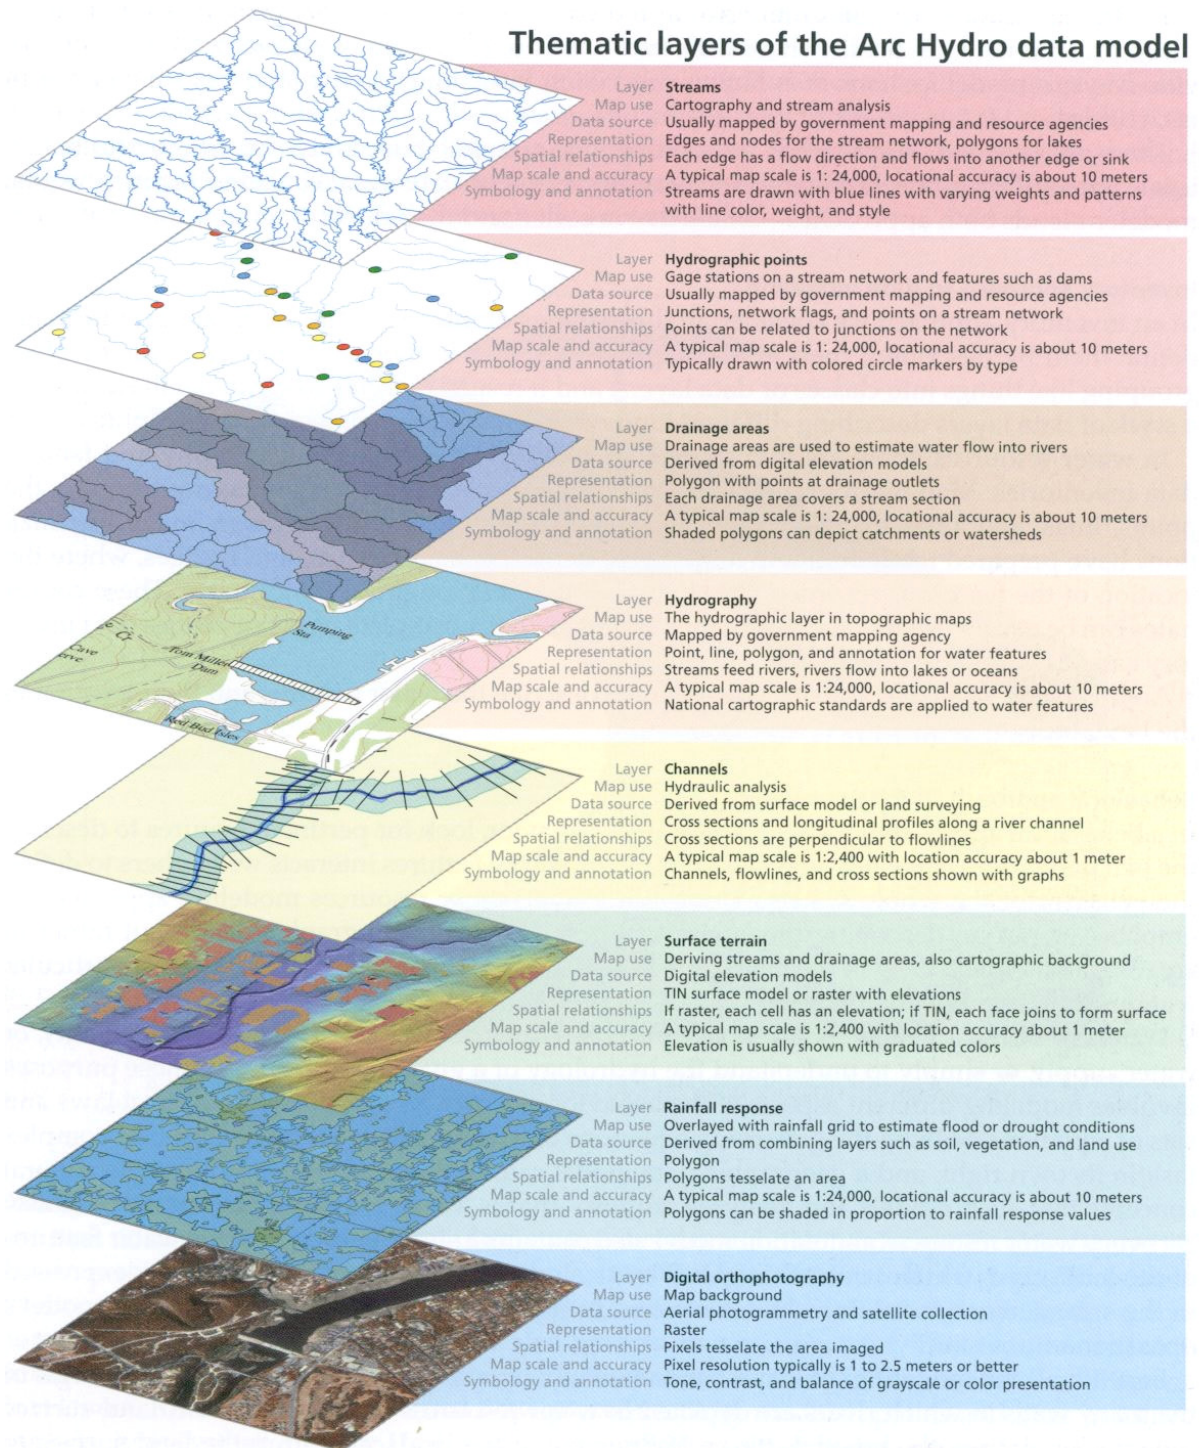 Thematic layers of the Arc Hydro data model
Layer Streams
Map use Cartography and stream analysis
Data source Usually mapped by government mapping and resource agencies
Representation Edges and nodes for the stream network, polygons for lakes
Spatial relationships Each edge has a flow direction and flows into another edge or sink
Map scale and accuracy A typical map scale is 1: 24,000, locational accuracy is about 10 meters
Symbology and annotation Streams are drawn with blue lines with varying weights and patterns
with line color, weight, and style
Layer Hydrographic points
Map use Gage stations on a stream network and features such as dams
Data source Usually mapped by government mapping and resource agencies
Representation Junctions, network flags, and points on a stream network
Spatial relationships Points can be related to junctions on the network
Map scale and accuracy A typical map scale is 1: 24,000, locational accuracy is about 10 meters
Symbology and annotation Typically drawn with colored circle markers by type
Layer Drainage areas
Map use Drainage areas are used to estimate water flow into rivers
Data source Derived from digital elevation models
Representation Polygon with points at drainage outlets
Spatial relationships Each drainage area covers a stream section
Map scale and accuracy A typical map scale is 1: 24,000, locational accuracy is about 10 meters
Symbology and annotation Shaded polygons can depict catchments or watersheds
Layer Hydrography
Map use The hydrographic layer in topographic maps
Data source Mapped by government mapping agency
Representation Point, line, polygon, and annotation for water features
Spatial relationships Streams feed rivers, rivers flow into lakes or oceans
Map scale and accuracy A typical map scale is 1:24,000, locational accuracy is about 10 meters
Symbology and annotation National cartographic standards are applied to water features
Pumping
Sta
Tom Miller
Dam
Cave
erve
Red Bud Isles
Layer Channels
Map use Hydraulic analysis
Data source Derived from surface model or land surveying
Representation Cross sections and longitudinal profiles along a river channel
Spatial relationships Cross sections are perpendicular to flowlines
Map scale and accuracy A typical map scale is 1:2,400 with location accuracy about 1 meter
Symbology and annotation Channels, flowlines, and cross sections shown with graphs
Layer Surface terrain
Map use Deriving streams and drainage areas, also cartographic background
Data source Digital elevation models
Representation TIN surface model or raster with elevations
Spatial relationships If raster, each cell has an elevation; if TIN, each face joins to form surface
Map scale and accuracy A typical map scale is 1:2,400 with location accuracy about 1 meter
Symbology and annotation Elevation is usually shown with graduated colors
Layer Rainfall response
Map use Overlayed with rainfall grid to estimate flood or drought conditions
Data source Derived from combining layers such as soil, vegetation, and land use
Representation Polygon
Spatial relationships Polygons tesselate an area
Map scale and accuracy A typical map scale is 1:24,000, locational accuracy is about 10 meters
Symbology and annotation Polygons can be shaded in proportion to rainfall response values
Layer Digital orthophotography
Map use Map background
Data source Aerial photogrammetry and satellite collection
Representation Raster
Spatial relationships Pixels tesselate the area imaged
Map scale and accuracy Pixel resolution typically is 1 to 2.5 meters or better
Symbology and annotation Tone, contrast, and balance of grayscale or color presentation